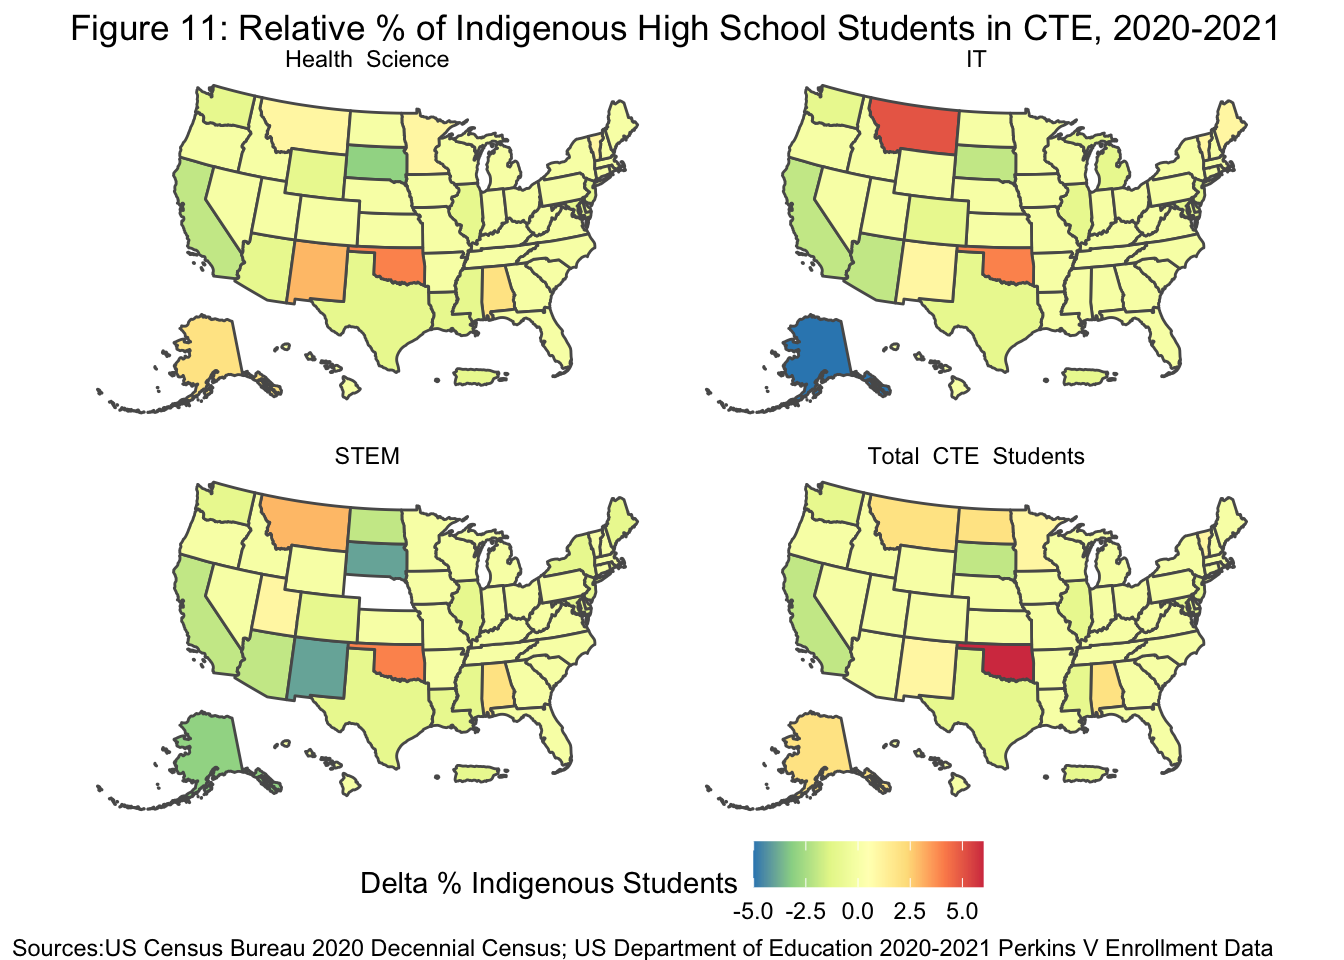 Figure 11: Relative % of Indigenous High School Students in CTE, 2020-2021
Health Science
IT
STEM
Total CTE Students
Delta % Indigenous Students
-5.0 -2.5 0.0 2.5 5.0
Sources:US Census Bureau 2020 Decennial Census; US Department of Education 2020-2021 Perkins V Enrollment Data